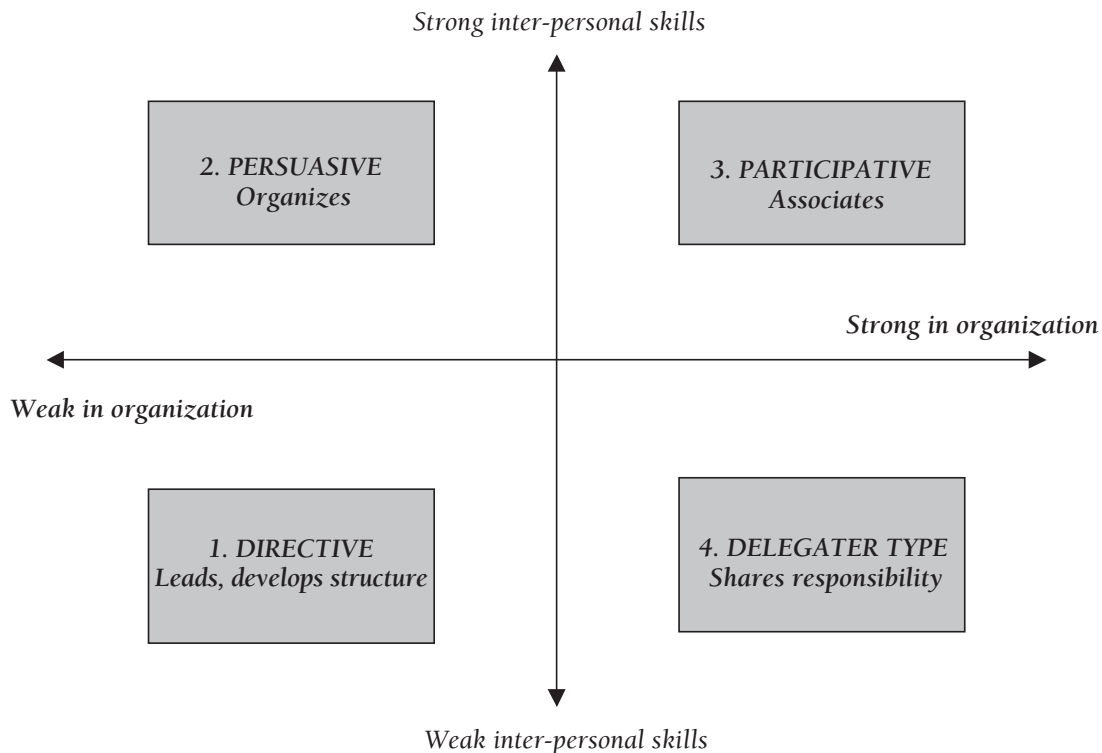 Strong inter-personal skills
2. PERSUASIVE
Organizes
3. PARTICIPATIVE
Associates
Strong in organization
Weak in organization
1. DIRECTIVE
Leads, develops structure
4. DELEGATER TYPE
Shares responsibility
Weak inter-personal skills